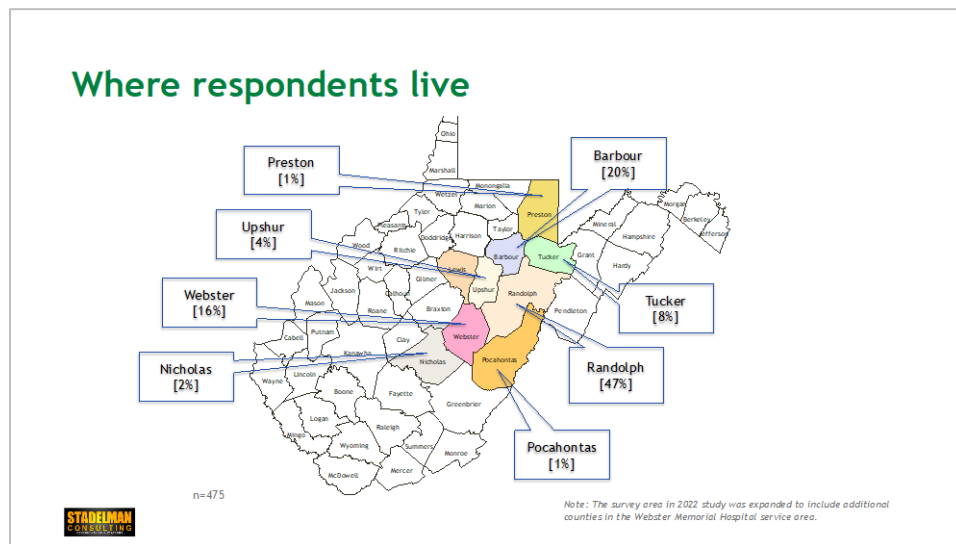 Where respondents live
Ohio
Marshall
Preston
[1%]
Barbour
[20%]
Monongalia
Wetzel
Marion
Preston
Morgan
Berkeley
Jefferson
Tyler
Taylor
Mineral
Hampshire
Upshur
[4%]
Pleasants
Doddridge
Harrison
Wood
Ritchie
Barbour
Tucker
Grant
Hardy
Lewis
Wirt
Gilmer
Upshur
Randolph
Webster
[16%]
Jackson
Calhoun
Mason
Roane
Braxton
Pendleton
Tucker
[8%]
Putnam
Cabell
Clay
Webster
Kanawha
Nicholas
[2%]
Nicholas
Pocahontas
Randolph
[47%]
Wayne
Lincoln
Boone
Fayette
Greenbrier
Logan
Raleigh
Mingo
Wyoming
Summers
Monroe
Pocahontas
[1%]
McDowell
Mercer
n=475
Note: The survey area in 2022 study was expanded to include additional
counties in the Webster Memorial Hospital service area.
STADELMAN
CONSULTING